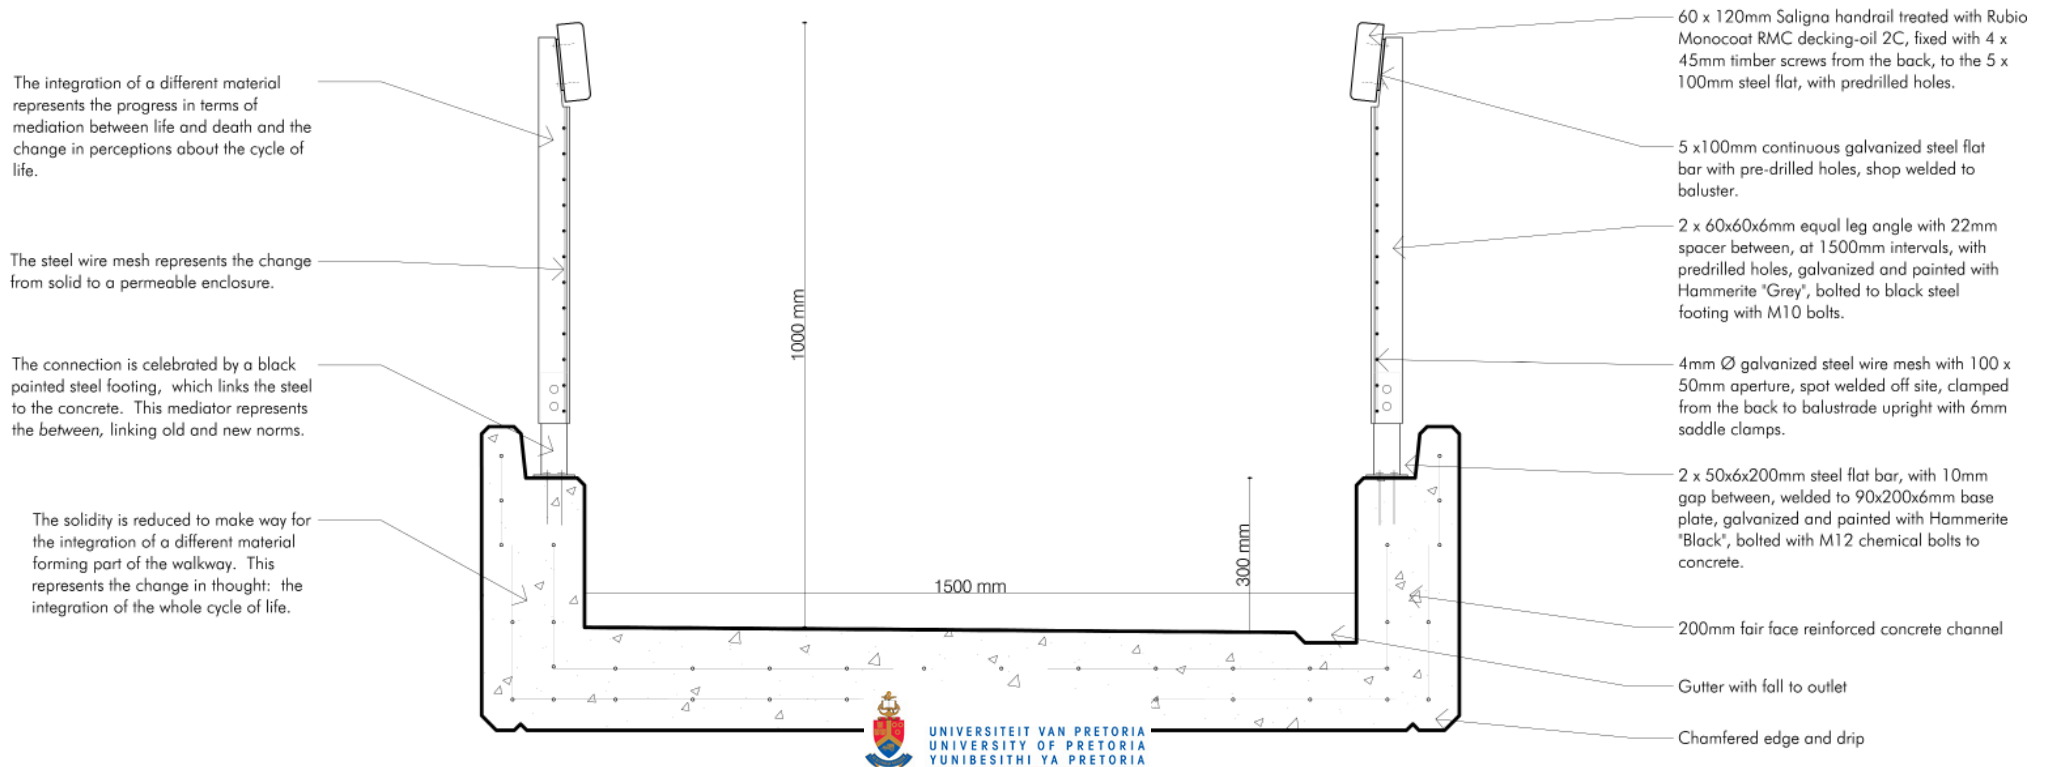 The integration of a different material
represents the progress in terms of
mediation between life and death and the
change in perceptions about the cycle of
life.
The steel wire mesh represents the change
from solid to a permeable enclosure.
The connection is celebrated by a black
painted steel footing, which links the steel
to the concrete. This mediator represents
the between, linking old and new norms.
The solidity is reduced to make way for
the integration of a different material
forming part of the walkway. This
represents the change in thought: the
integration of the whole cycle of life.
1000 mm
1500 mm
300 mm
60 x 120mm Saligna handrail treated with Rubio
Monocoat RMC decking-oil 2C, fixed with 4 x
45mm timber screws from the back, to the 5 x
100mm steel flat, with predrilled holes.
5 x100mm continuous galvanized steel flat
bar with pre-drilled holes, shop welded to
baluster.
2 x 60x60x6mm equal leg angle with 22mm
spacer between, at 1500mm intervals, with
predrilled holes, galvanized and painted with
Hammerite "Grey", bolted to black steel
footing with M10 bolts.
4mm Ø galvanized steel wire mesh with 100 x
50mm aperture, spot welded off site, clamped
from the back to balustrade upright with 6mm
saddle clamps.
2 x 50x6x200mm steel flat bar, with 10mm
gap between, welded to 90x200x6mm base
plate, galvanized and painted with Hammerite
"Black", bolted with M12 chemical bolts to
concrete.
200mm fair face reinforced concrete channel
Gutter with fall to outlet
Chamfered edge and drip
UNIVERSITEIT VAN PRETORIA
UNIVERSITY OF PRETORIA
YUNIBESITHI YA PRETORIA